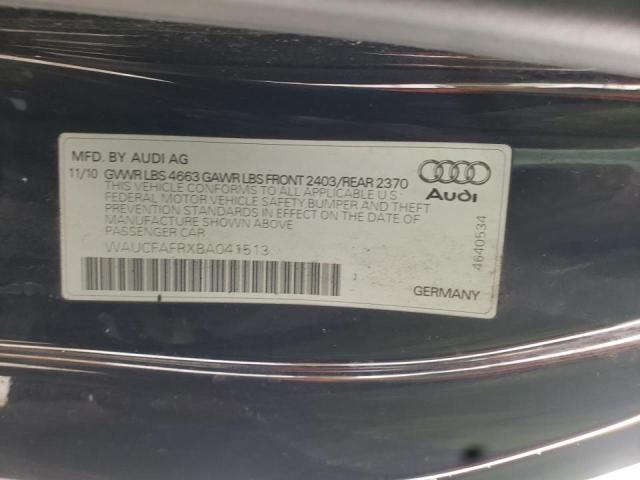 MFD. BY AUDI AG
11/10 GVWR LBS 4663 GAWR LBS FRONT 2403/REAR 2370
THIS VEHICLE CONFORMS TO ALL APPLICABLE U S
FEDERAL MOTOR VEHICLE SAFETY, BUMPER AND THEFT
PREVENTION STANDARDS IN EFFECT ON THE DATE OF
MANUFACTURE SHOWN ABOVE
PASSENGER CAR
WAUCFAFRXBA041513
Audi
4640534
GERMANY